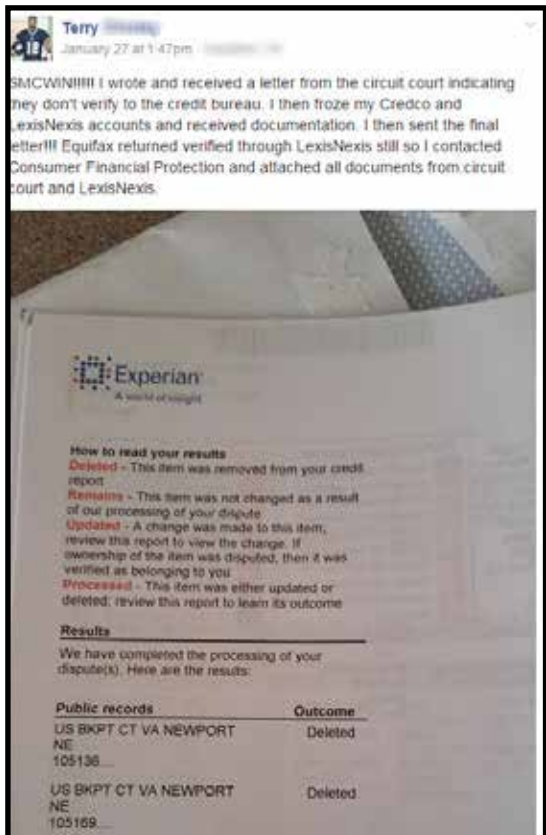 Terry
January 27 at 1:47pm
SMCWIN!!!!! I wrote and received a letter from the circuit court indicating
they don't verify to the credit bureau. I then froze my Credco and
LexisNexis accounts and received documentation. I then sent the final
letter!!! Equifax returned verified through LexisNexis still so I contacted
Consumer Financial Protection and attached all documents from circuit
court and LexisNexis.
Experian
A world of insight
How to read your results
Deleted - This item was removed from your credit
report
Remains - This item was not changed as a result
of our processing of your dispute
Updated - A change was made to this item,
review this report to view the change. If
ownership of the item was disputed, then it was
verified as belonging to you
Processed - This item was either updated or
deleted; review this report to learn its outcome
Results
We have completed the processing of your
dispute(s). Here are the results:
Public records Outcome
US BKPT CT VA NEWPORT Deleted
NE
105136....
US BKPT CT VA NEWPORT Deleted
NE
105169....